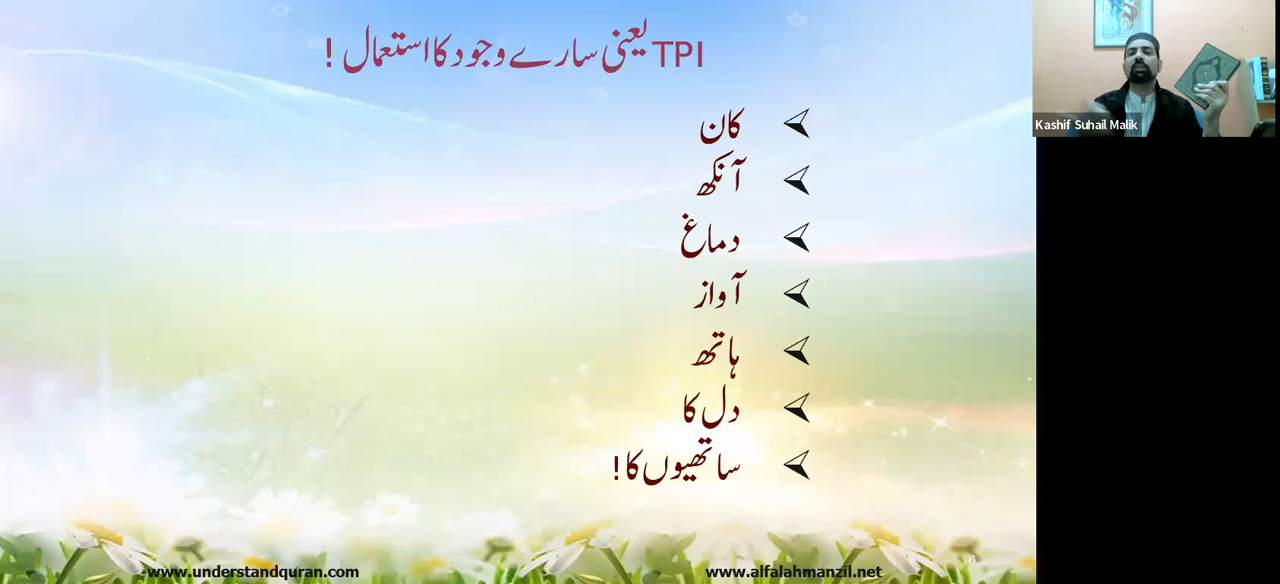 TPI یعنی سارے وجود کا استعمال !
کان
آنکھ
دماغ
آواز
ہاتھ
دل کا
ساتھیوں کا !
www.understandquran.com
www.alfalahmanzil.net
6
Kashif Suhail Malik